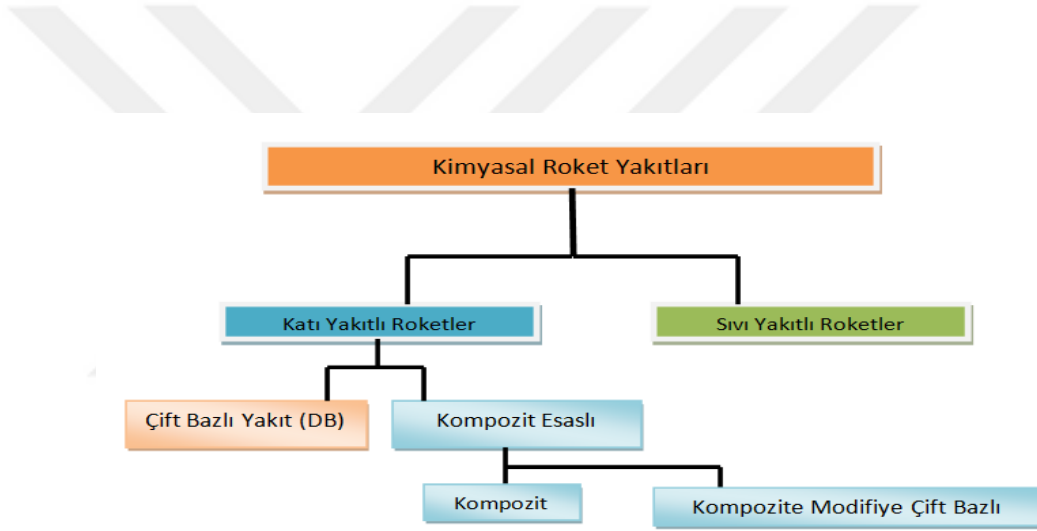 Kimyasal Roket Yakıtları
Katı Yakıtlı Roketler
Sıvı Yakıtlı Roketler
Çift Bazlı Yakıt (DB)
Kompozit Esaslı
Kompozit
Kompozite Modifiye Çift Bazlı